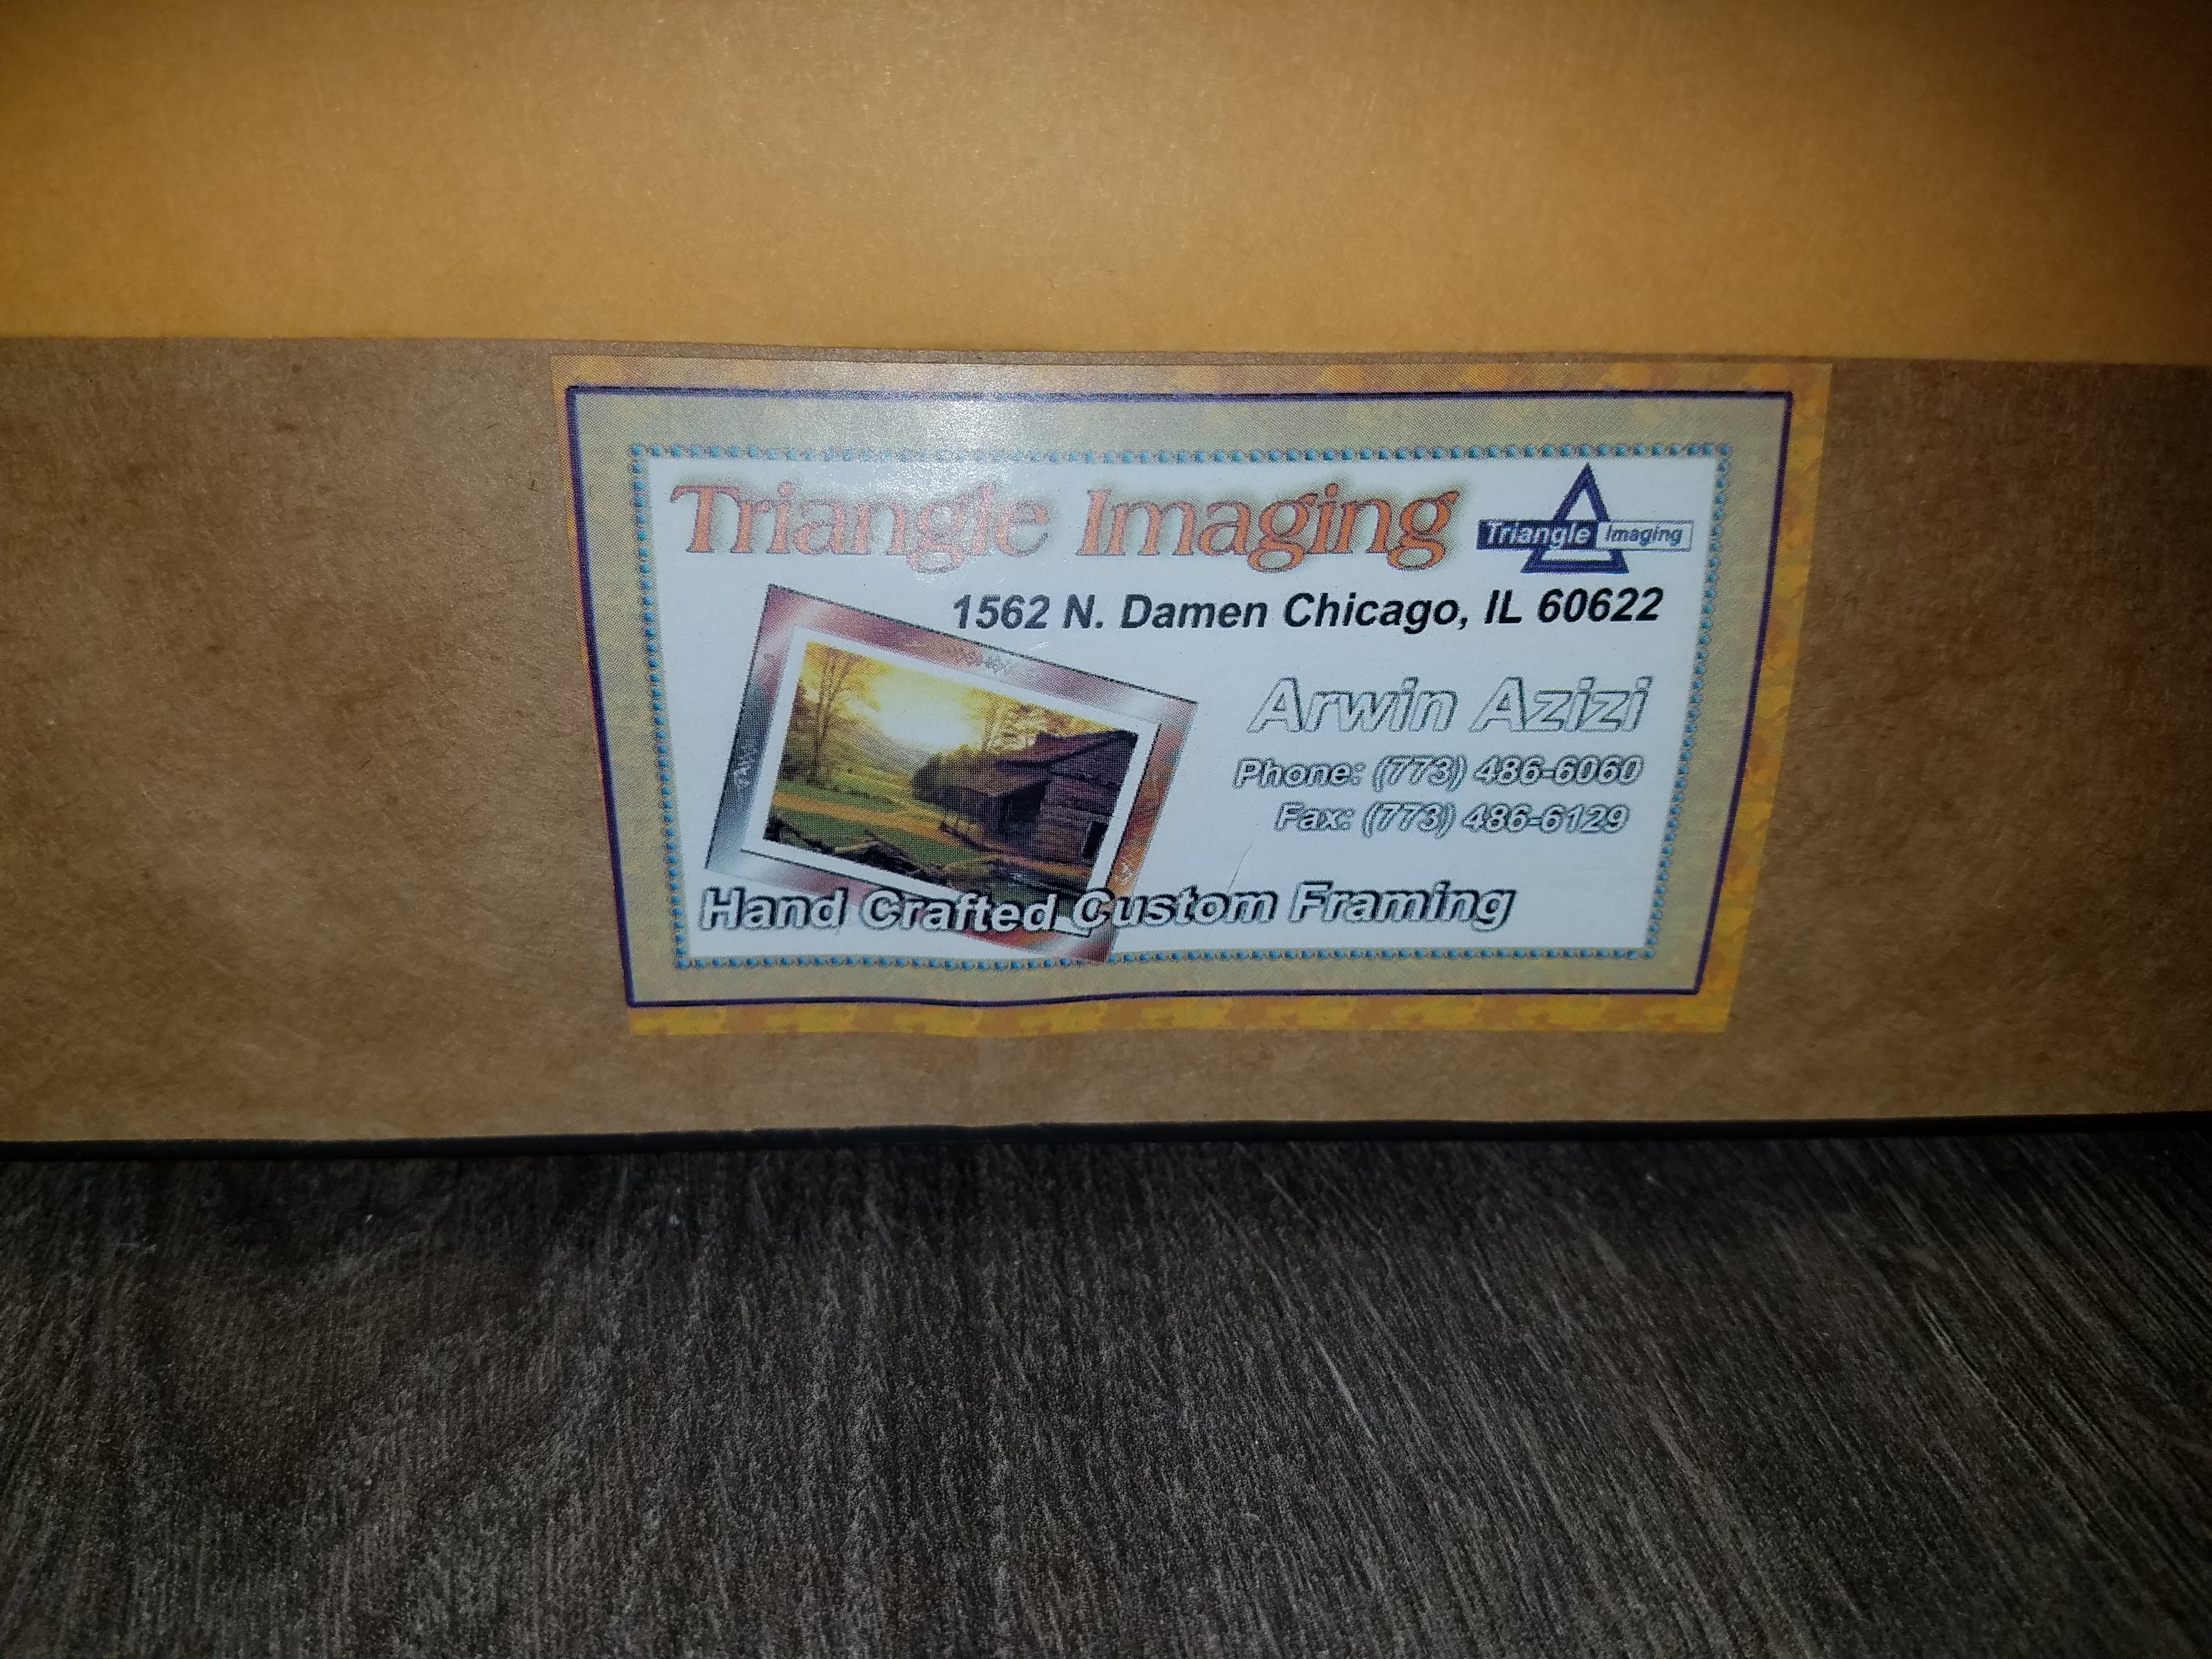 Triangle Imaging
Triangle Imaging
1562 N. Damen Chicago, IL 60622
Arwin Azizi
Phone: (773) 486-6060
Fax: (773) 486-6129
Hand Crafted Custom Framing